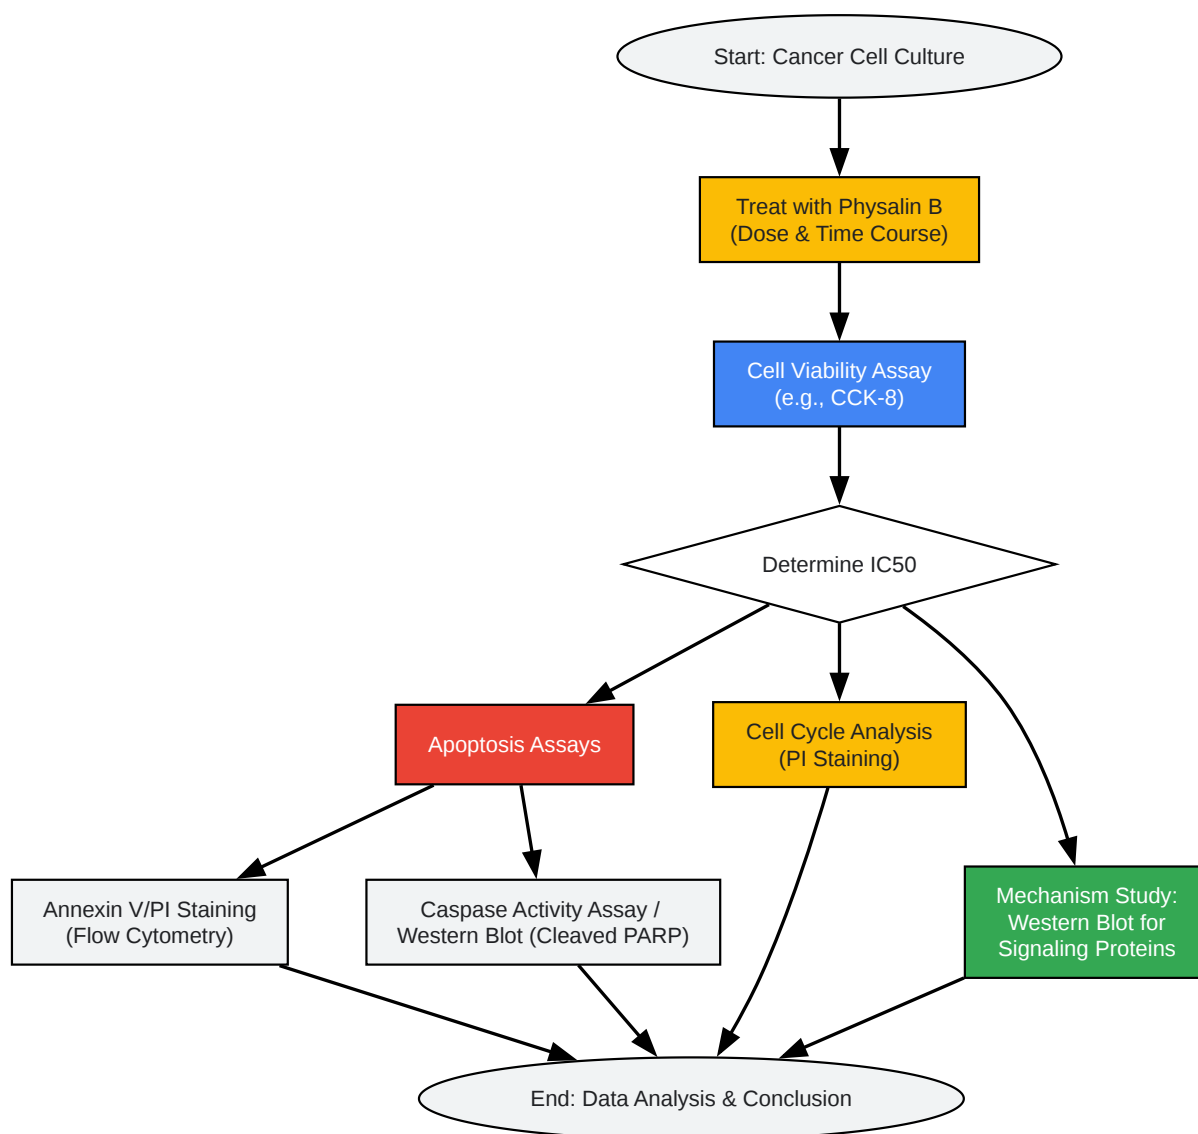 Start: Cancer Cell Culture
Treat with Physalin B
(Dose & Time Course)
Cell Viability Assay
(e.g., CCK-8)
Determine IC50
Apoptosis Assays
Cell Cycle Analysis
(PI Staining)
Annexin V/PI Staining
(Flow Cytometry)
Caspase Activity Assay /
Western Blot (Cleaved PARP)
Mechanism Study:
Western Blot for
Signaling Proteins
End: Data Analysis & Conclusion